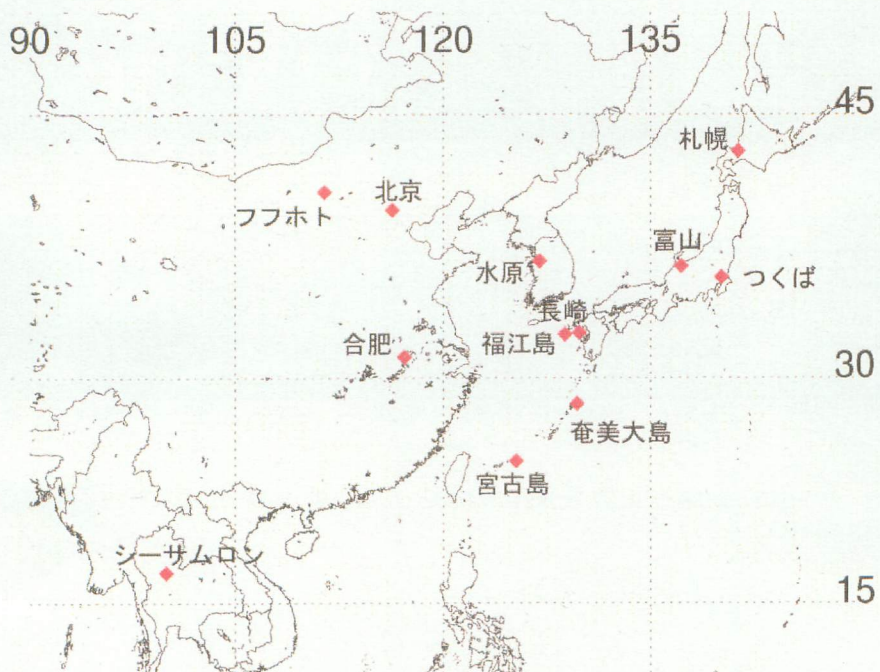 90
105
120
135
45
札幌
北京
フフホト
富山
水原
つくば
長崎
合肥
福江島
30
奄美大島
宮古島
シーサムロン
15